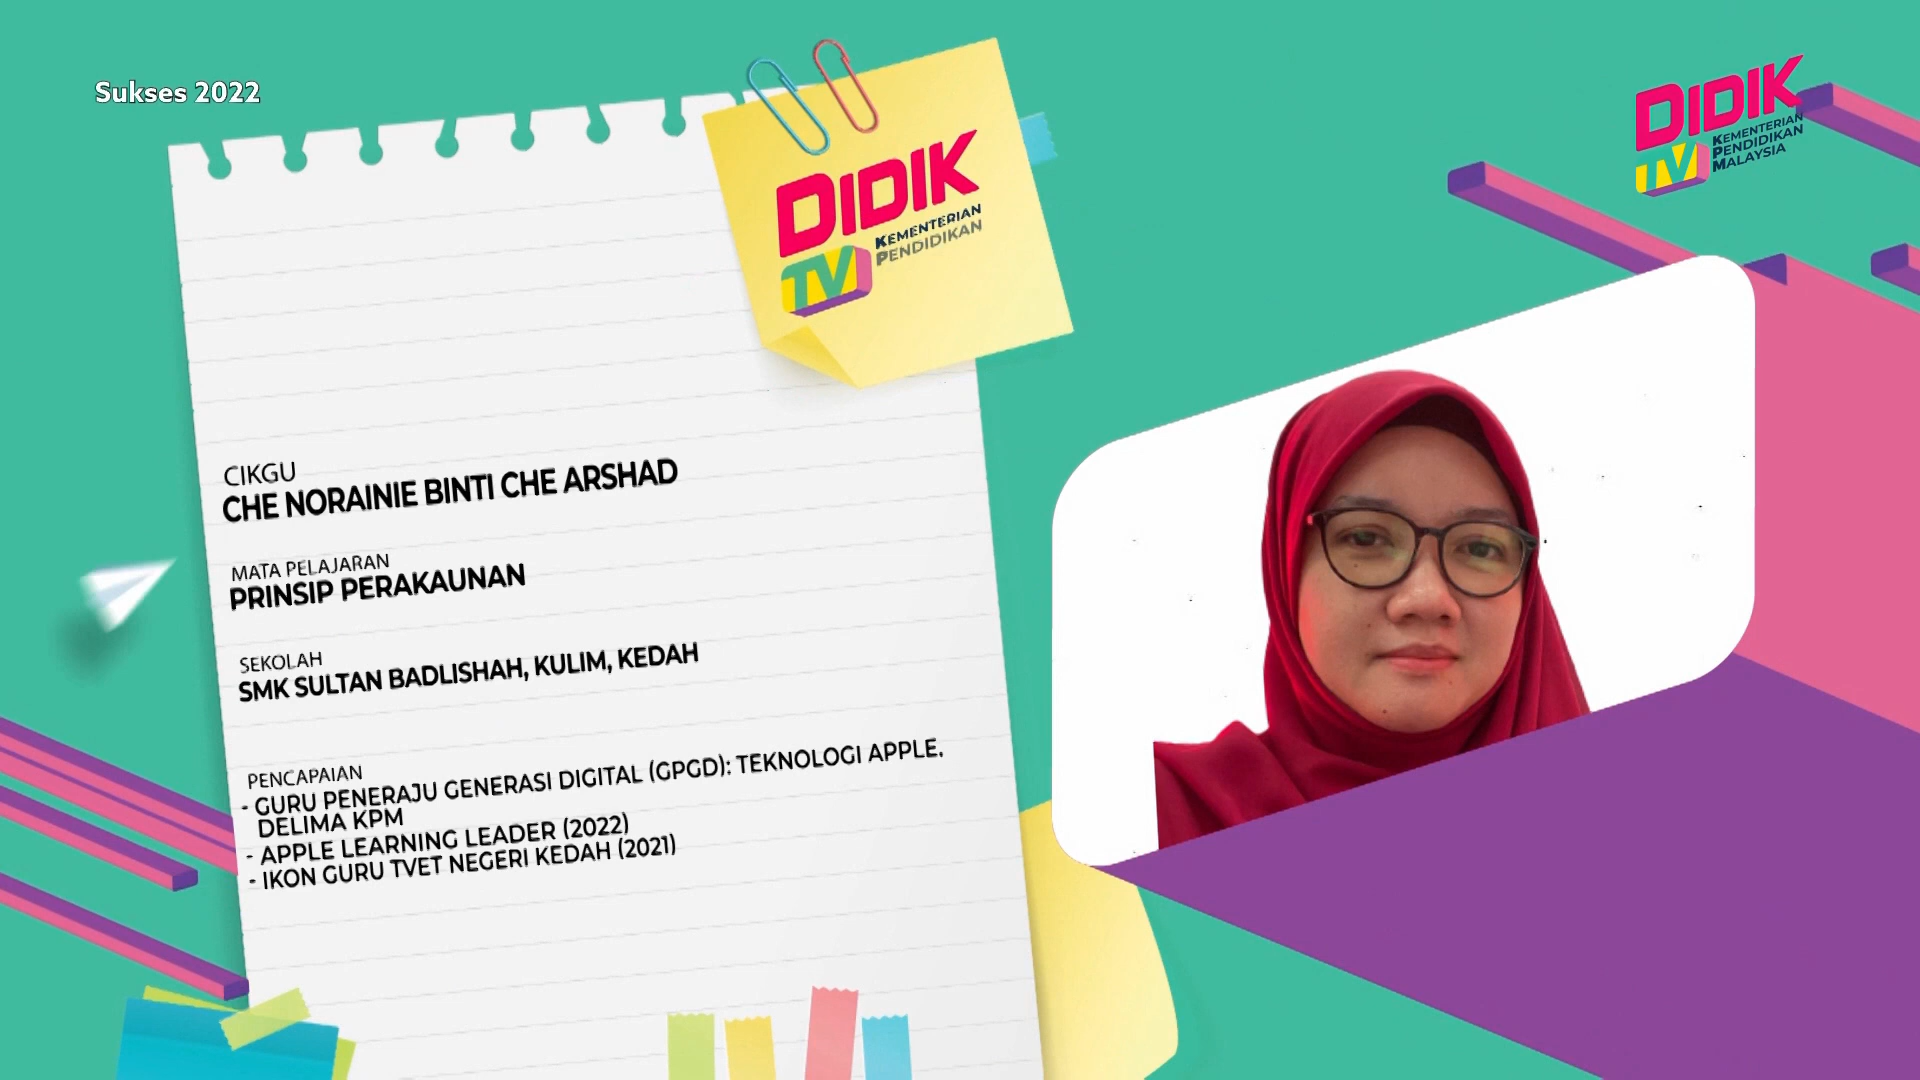 Sukses 2022
DIDIK
TV
KEMENTERIAN
PENDIDIKAN
MALAYSIA
DIDIK
TV
KEMENTERIAN
PENDIDIKAN
CIKGU
CHE NORAINIE BINTI CHE ARSHAD
MATA PELAJARAN
PRINSIP PERAKAUNAN
SEKOLAH
SMK SULTAN BADLISHAH, KULIM, KEDAH
PENCAPAIAN
- GURU PENERAJU GENERASI DIGITAL (GPGD): TEKNOLOGI APPLE,
DELIMA KPM
- APPLE LEARNING LEADER (2022)
- IKON GURU TVET NEGERI KEDAH (2021)